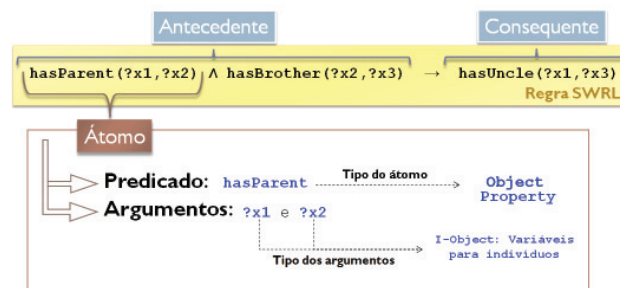 Antecedente
Consequente
hasParent(?x1,?x2) ∧ hasBrother(?x2,?x3) → hasUncle(?x1,?x3)
Regra SWRL
Átomo
Predicado: hasParent
Tipo do átomo
Object
Property
Argumentos: ?x1 e ?x2
Tipo dos argumentos
I-Object: Variáveis
para indivíduos